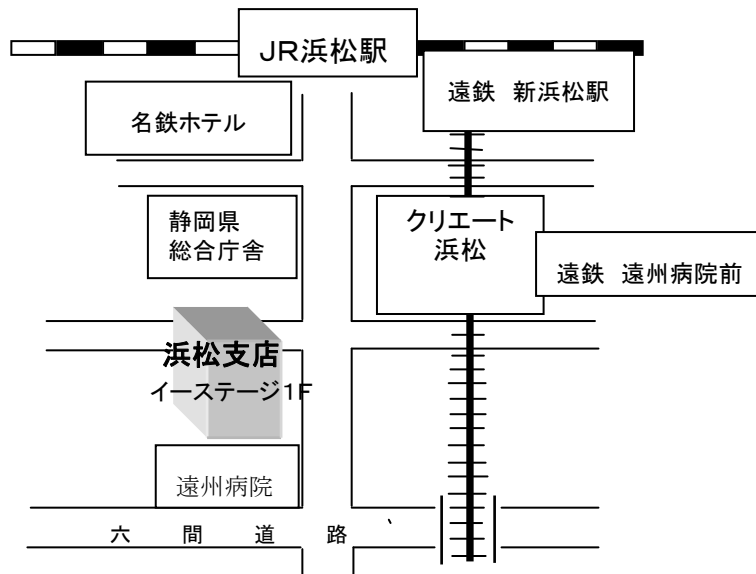 JR浜松駅
遠鉄 新浜松駅
名鉄ホテル
静岡県
総合庁舎
クリエート
浜松
遠鉄 遠州病院前
浜松支店
イーステージ1F
遠州病院
六間道路